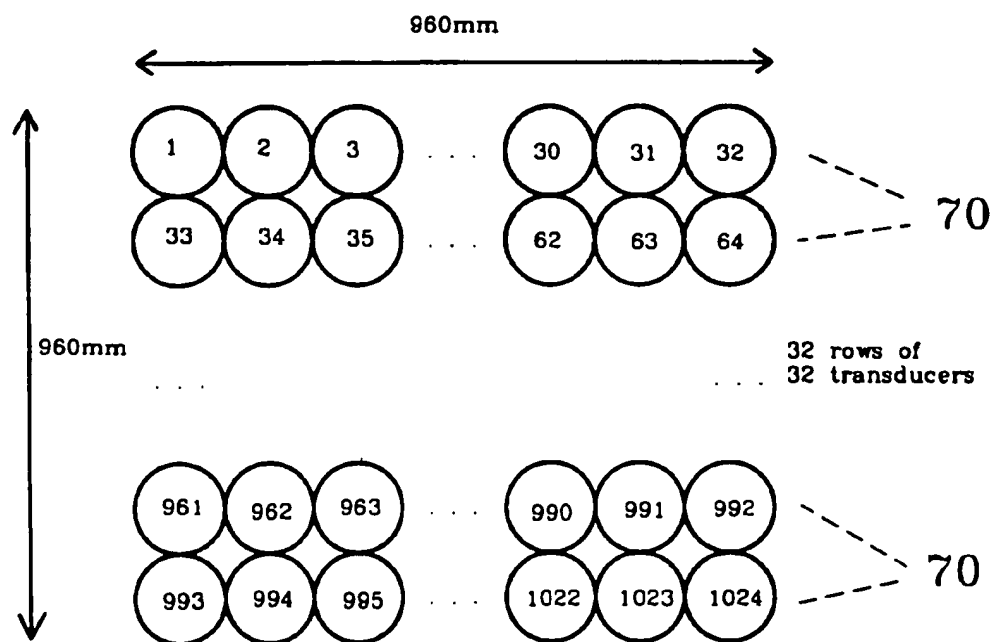 960mm
1 2 3 . . . 30 31 32
70
33 34 35 . . . 62 63 64
960mm
32 rows of
32 transducers
. . . . . .
961 962 963 . . . 990 991 992
70
993 994 995 . . . 1022 1023 1024